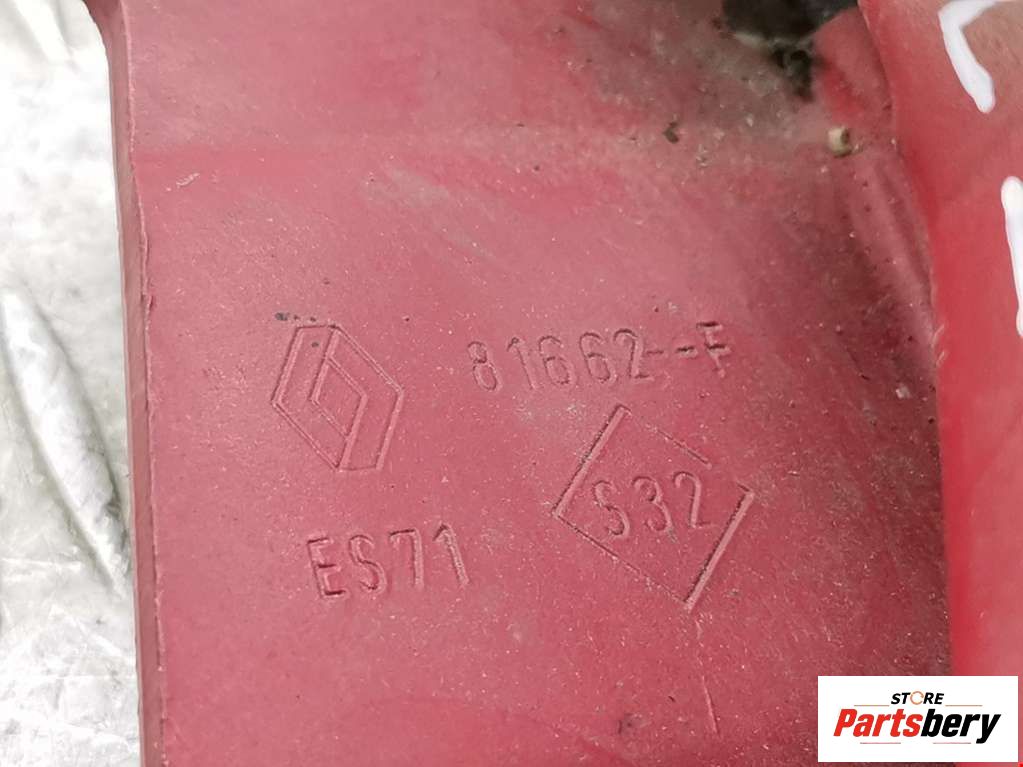 81662--F
S32
ES71
STORE
Partsbery